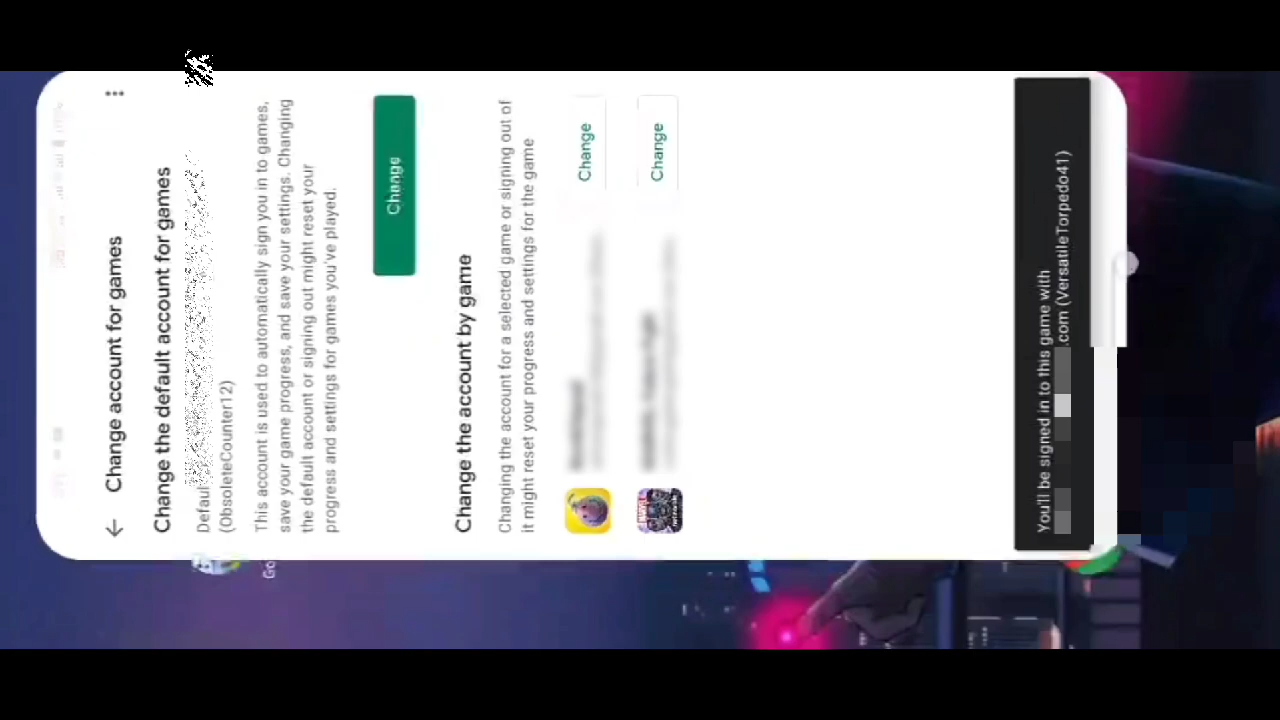 Change account for games
Change the default account for games
Default
(ObsoleteCounter12)
This account is used to automatically sign you in to games,
save your game progress, and save your settings. Changing
the default account or signing out might reset your
progress and settings for games you've played.
Change
Change the account by game
Changing the account for a selected game or signing out of
it might reset your progress and settings for the game
Change
MARVEL
Change
You'll be signed in to this game with
.com (VersatileTorpedo41)
Go